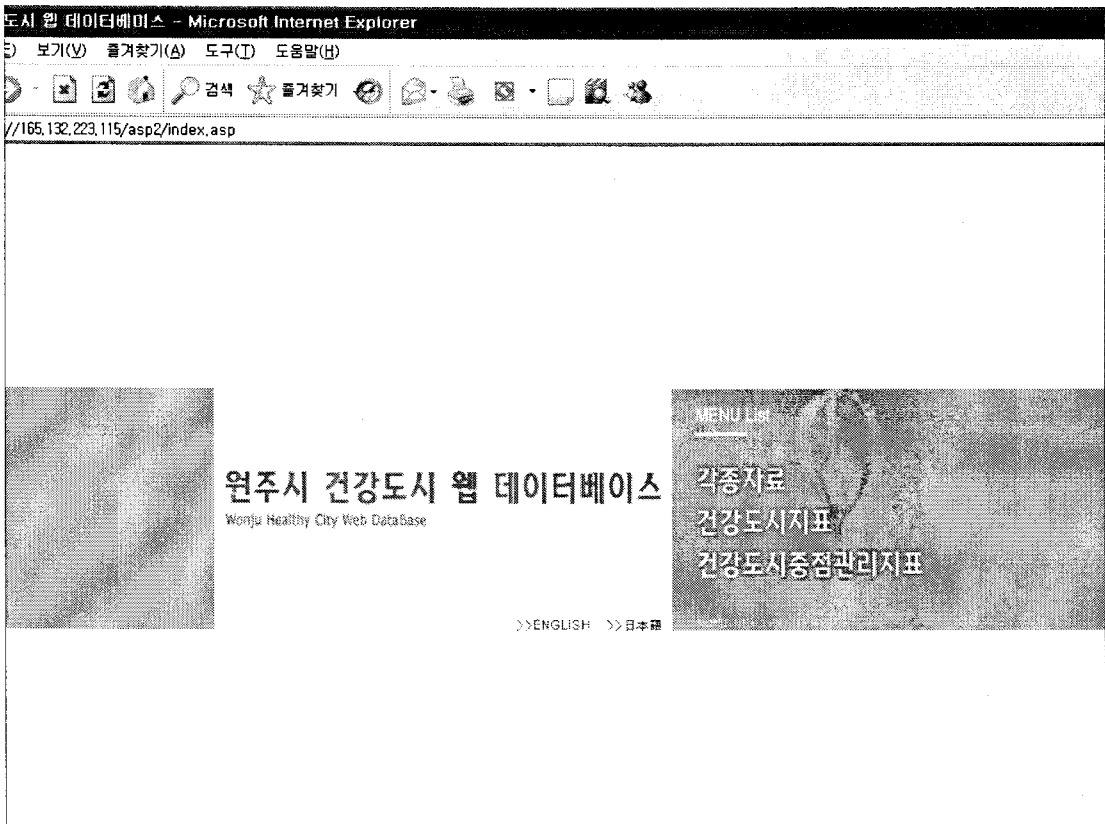 도시 웹 데이터베이스 - Microsoft Internet Explorer
E) 보기(V) 즐겨찾기(A) 도구(T) 도움말(H)
검색 즐겨찾기
//165,132,223,115/asp2/index,asp
MENU List
각종자료
원주시 건강도시 웹 데이터베이스
Wonju Healthy City Web DataBase
건강도시지표
건강도시중점관리지표
>>ENGLISH >>日本語